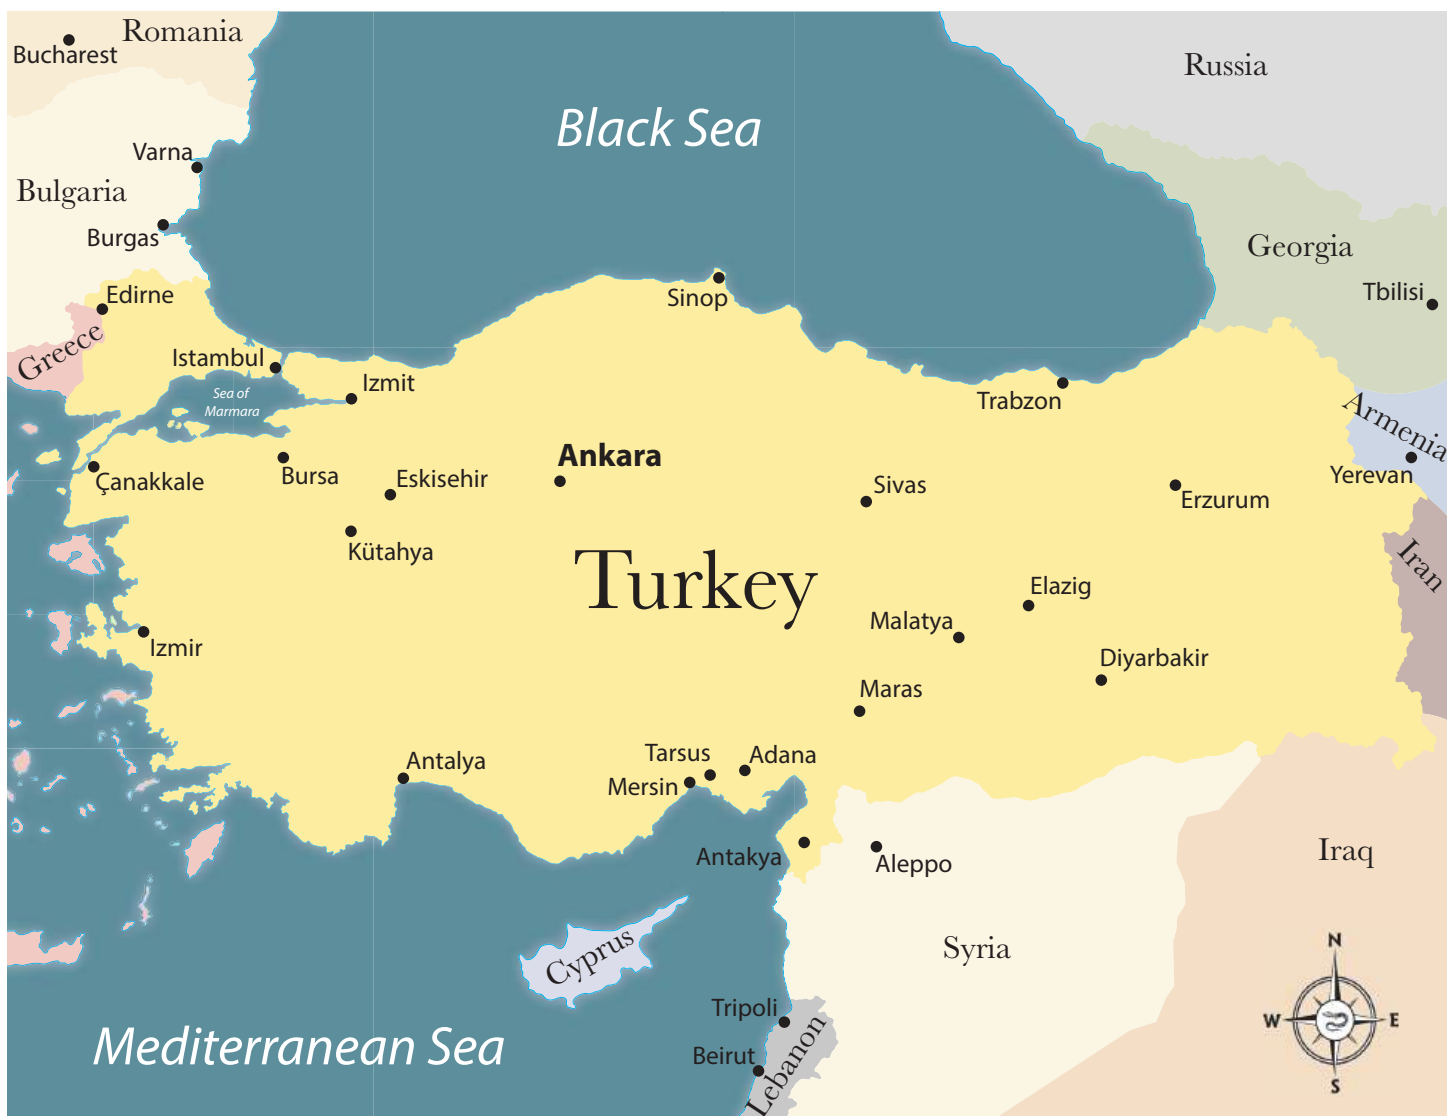 Romania
Bucharest
Russia
Black Sea
Varna
Bulgaria
Burgas
Georgia
Tbilisi
Edirne
Sinop
Greece
Istambul
Izmit
Sea of
Marmara
Trabzon
Armenia
Ankara
Çanakkale
Bursa
Eskisehir
Sivas
Erzurum
Yerevan
Kütahya
Turkey
Iran
Elazig
Malatya
Izmir
Diyarbakir
Maras
Antalya
Tarsus
Adana
Mersin
Antakya
Aleppo
Iraq
Cyprus
Syria
N
W
E
S
Tripoli
Mediterranean Sea
Beirut
Lebanon